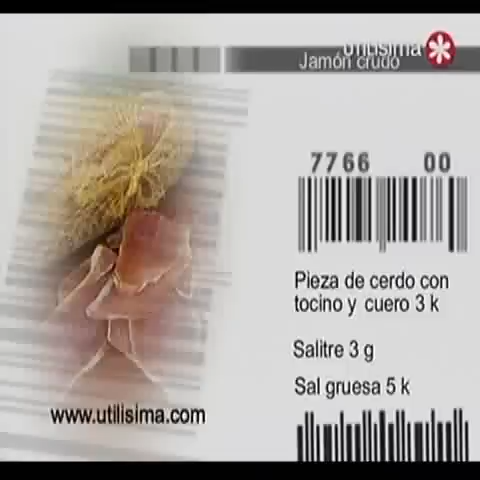 utilisima
Jamón crudo
7766 00
Pieza de cerdo con
tocino y cuero 3 k
Salitre 3 g
Sal gruesa 5 k
www.utilisima.com